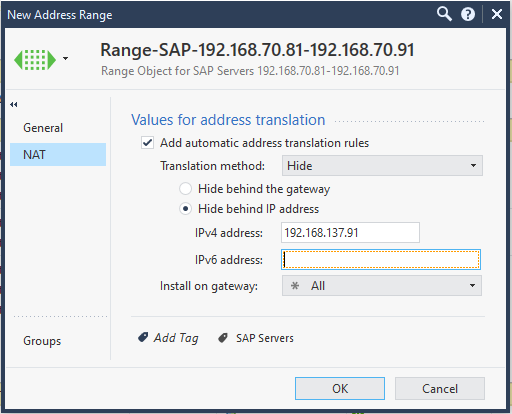 New Address Range
Range-SAP-192.168.70.81-192.168.70.91
Range Object for SAP Servers 192.168.70.81-192.168.70.91
General
NAT
Groups
Values for address translation
Add automatic address translation rules
Translation method: Hide
Hide behind the gateway
Hide behind IP address
IPv4 address: 192.168.137.91
IPv6 address:
Install on gateway: * All
Add Tag SAP Servers
OK Cancel